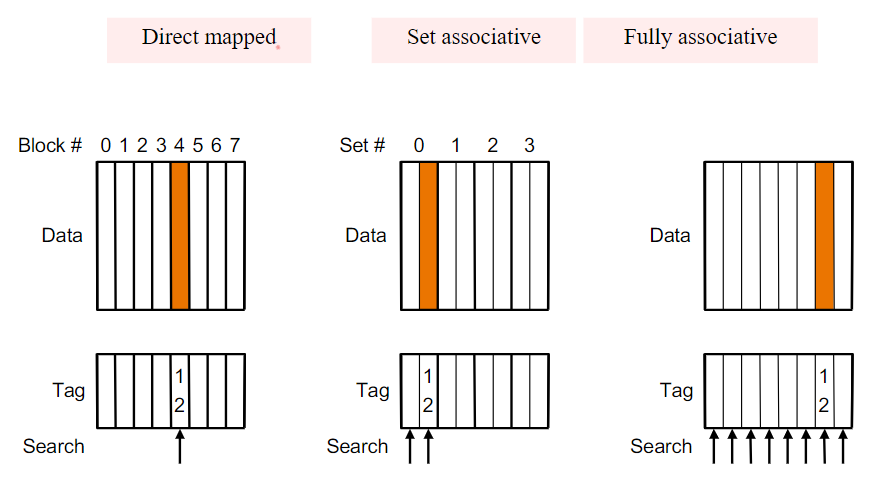 Direct mapped
Set associative
Fully associative
Block # 0 1 2 3 4 5 6 7
Set # 0 1 2 3
Data
Data
Data
Tag
1
2
Tag
1
2
Tag
1
2
Search
Search
Search